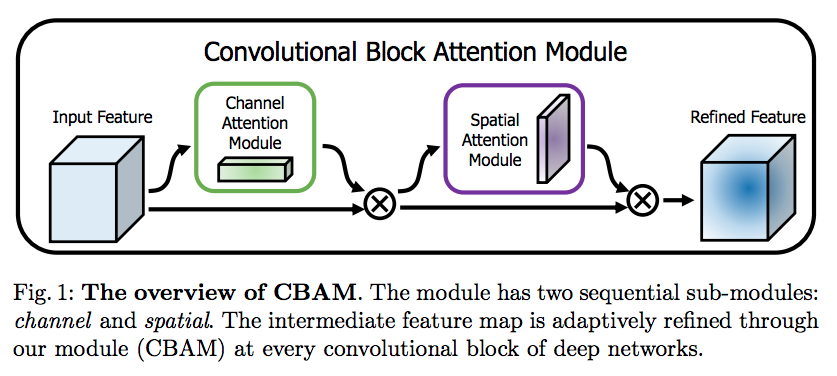 Convolutional Block Attention Module
Input Feature
Channel
Attention
Module
Spatial
Attention
Module
Refined Feature
Fig. 1: The overview of CBAM. The module has two sequential sub-modules:
channel and spatial. The intermediate feature map is adaptively refined through
our module (CBAM) at every convolutional block of deep networks.